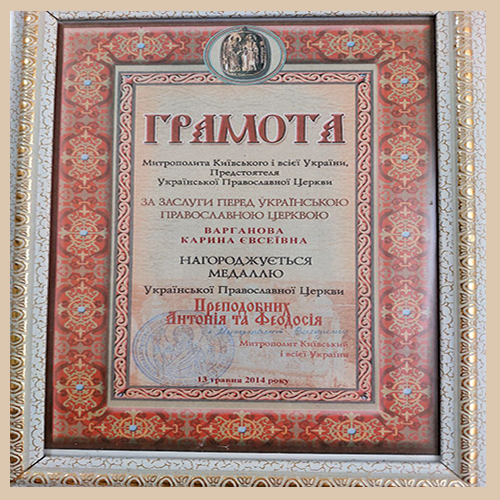 ГРАМОТА
Митрополита Київського і всієї України,
Предстоятеля
Української Православної Церкви
ЗА ЗАСЛУГИ ПЕРЕД УКРАЇНСЬКОЮ
ПРАВОСЛАВНОЮ ЦЕРКВОЮ
ВАРГАНОВА
КАРИНА ЄВСЕЇВНА
НАГОРОДЖУЄТЬСЯ
МЕДАЛЛЮ
Української Православної Церкви
Преподобних
Антонія та Феодосія
Митрополит Київський
і всієї України
13 травня 2014 року